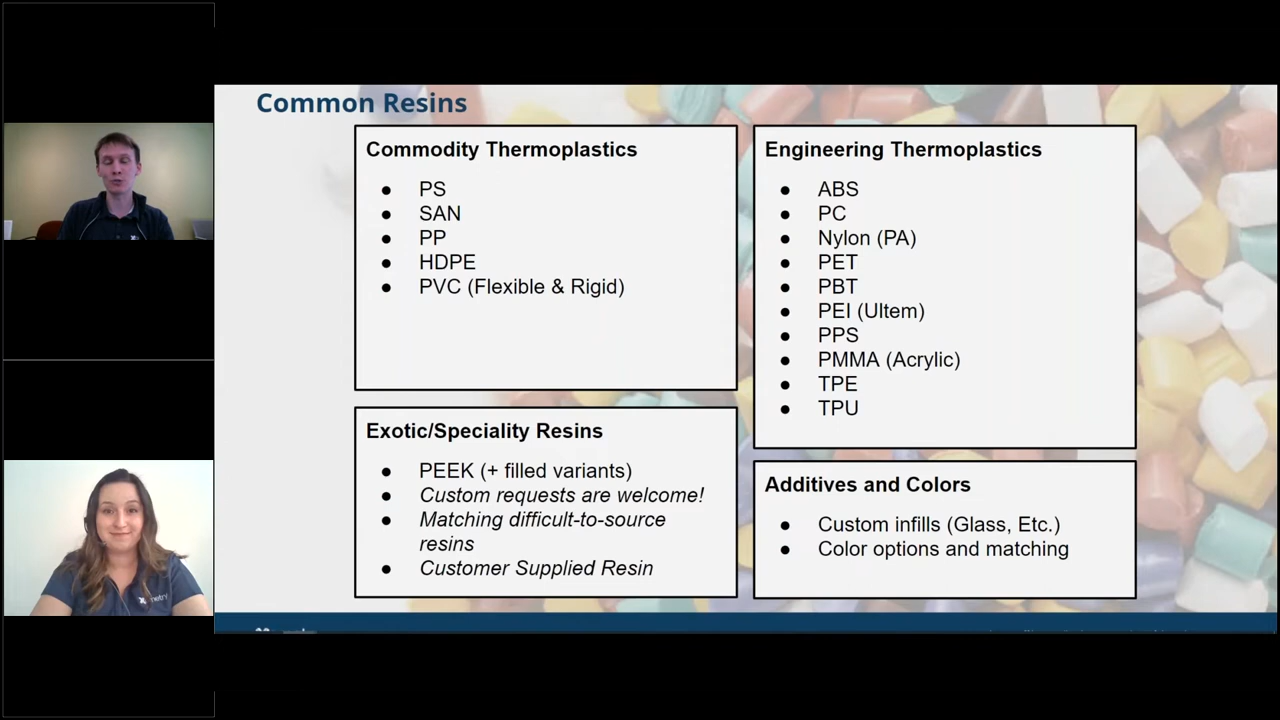 Common Resins
Commodity Thermoplastics
● PS
● SAN
● PP
● HDPE
● PVC (Flexible & Rigid)
Exotic/Speciality Resins
● PEEK (+ filled variants)
● Custom requests are welcome!
● Matching difficult-to-source
resins
● Customer Supplied Resin
Engineering Thermoplastics
● ABS
● PC
● Nylon (PA)
● PET
● PBT
● PEI (Ultem)
● PPS
● PMMA (Acrylic)
● TPE
● TPU
Additives and Colors
● Custom infills (Glass, Etc.)
● Color options and matching